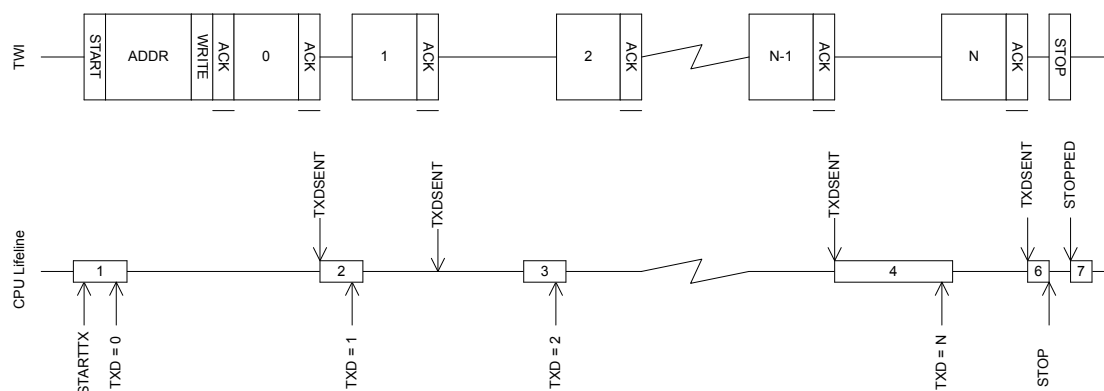 TWI
START
ADDR
WRITE
ACK
0
ACK
1
ACK
2
ACK
N-1
ACK
N
ACK
STOP
CPU Lifeline
TXDSENT
TXDSENT
TXDSENT
TXDSENT
STOPPED
1
2
3
4
6
7
STARTTX
TXD = 0
TXD = 1
TXD = 2
TXD = N
STOP